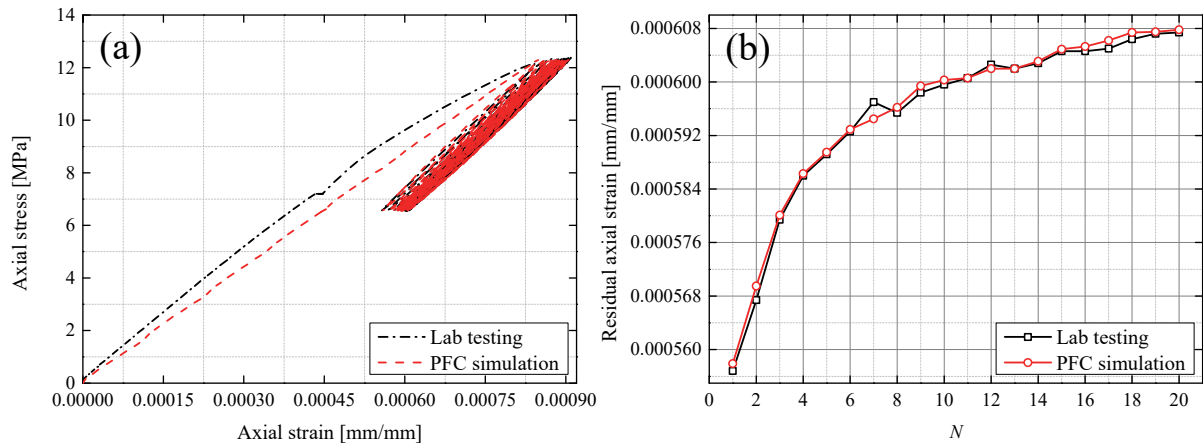 (a)
14
12
10
8
6
4
2
0
Axial stress [MPa]
Lab testing
PFC simulation
0.00000 0.00015 0.00030 0.00045 0.00060 0.00075 0.00090
Axial strain [mm/mm]
(b)
0.000608
0.000600
0.000592
0.000584
0.000576
0.000568
0.000560
Residual axial strain [mm/mm]
Lab testing
PFC simulation
0 2 4 6 8 10 12 14 16 18 20
N